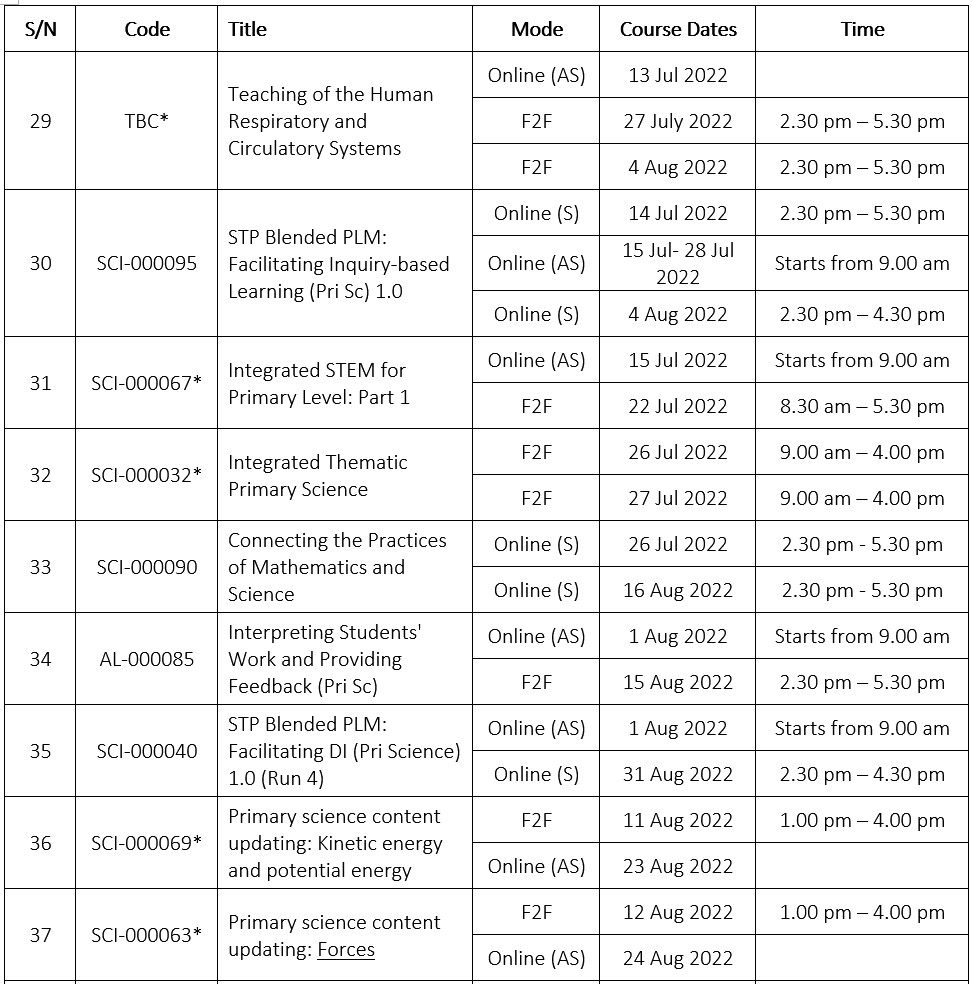 S/N Code Title Mode Course Dates Time
29 TBC* Teaching of the Human Respiratory and Circulatory Systems Online (AS) 13 Jul 2022
F2F 27 July 2022 2.30 pm – 5.30 pm
F2F 4 Aug 2022 2.30 pm – 5.30 pm
30 SCI-000095 STP Blended PLM: Facilitating Inquiry-based Learning (Pri Sc) 1.0 Online (S) 14 Jul 2022 2.30 pm – 5.30 pm
Online (AS) 15 Jul- 28 Jul 2022 Starts from 9.00 am
Online (S) 4 Aug 2022 2.30 pm – 4.30 pm
31 SCI-000067* Integrated STEM for Primary Level: Part 1 Online (AS) 15 Jul 2022 Starts from 9.00 am
F2F 22 Jul 2022 8.30 am – 5.30 pm
32 SCI-000032* Integrated Thematic Primary Science F2F 26 Jul 2022 9.00 am – 4.00 pm
F2F 27 Jul 2022 9.00 am – 4.00 pm
33 SCI-000090 Connecting the Practices of Mathematics and Science Online (S) 26 Jul 2022 2.30 pm - 5.30 pm
Online (S) 16 Aug 2022 2.30 pm - 5.30 pm
34 AL-000085 Interpreting Students' Work and Providing Feedback (Pri Sc) Online (AS) 1 Aug 2022 Starts from 9.00 am
F2F 15 Aug 2022 2.30 pm – 5.30 pm
35 SCI-000040 STP Blended PLM: Facilitating DI (Pri Science) 1.0 (Run 4) Online (AS) 1 Aug 2022 Starts from 9.00 am
Online (S) 31 Aug 2022 2.30 pm – 4.30 pm
36 SCI-000069* Primary science content updating: Kinetic energy and potential energy F2F 11 Aug 2022 1.00 pm – 4.00 pm
Online (AS) 23 Aug 2022
37 SCI-000063* Primary science content updating: Forces F2F 12 Aug 2022 1.00 pm – 4.00 pm
Online (AS) 24 Aug 2022